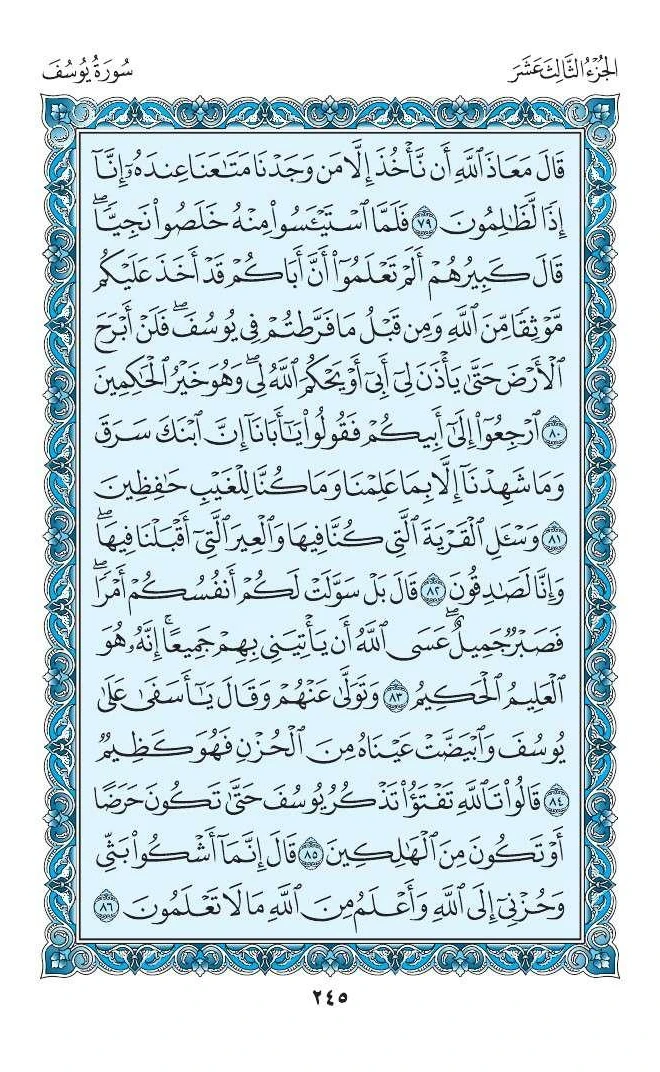 الجزء الثالث عشر
سورة يوسف
قَالَ مَعَاذَ ٱللَّهِ أَن نَّأۡخُذَ إِلَّا مَن وَجَدۡنَا مَتَٰعَنَا عِندَهُۥٓ إِنَّآ
إِذٗا لَّظَٰلِمُونَ ٧٩ فَلَمَّا ٱسۡتَيۡـَٔسُواْ مِنۡهُ خَلَصُواْ نَجِيّٗاۖ
قَالَ كَبِيرُهُمۡ أَلَمۡ تَعۡلَمُوٓاْ أَنَّ أَبَاكُمۡ قَدۡ أَخَذَ عَلَيۡكُم
مَّوۡثِقٗا مِّنَ ٱللَّهِ وَمِن قَبۡلُ مَا فَرَّطتُمۡ فِي يُوسُفَۖ فَلَنۡ أَبۡرَحَ
ٱلۡأَرۡضَ حَتَّىٰ يَأۡذَنَ لِيٓ أَبِيٓ أَوۡ يَحۡكُمَ ٱللَّهُ لِيۖ وَهُوَ خَيۡرُ ٱلۡحَٰكِمِينَ
٨٠ ٱرۡجِعُوٓاْ إِلَىٰٓ أَبِيكُمۡ فَقُولُواْ يَٰٓأَبَانَآ إِنَّ ٱبۡنَكَ سَرَقَ
وَمَا شَهِدۡنَآ إِلَّا بِمَا عَلِمۡنَا وَمَا كُنَّا لِلۡغَيۡبِ حَٰفِظِينَ
٨١ وَسۡـَٔلِ ٱلۡقَرۡيَةَ ٱلَّتِي كُنَّا فِيهَا وَٱلۡعِيرَ ٱلَّتِيٓ أَقۡبَلۡنَا فِيهَاۖ
وَإِنَّا لَصَٰدِقُونَ ٨٢ قَالَ بَلۡ سَوَّلَتۡ لَكُمۡ أَنفُسُكُمۡ أَمۡرٗاۖ
فَصَبۡرٞ جَمِيلٌۖ عَسَى ٱللَّهُ أَن يَأۡتِيَنِي بِهِمۡ جَمِيعًاۚ إِنَّهُۥ هُوَ
ٱلۡعَلِيمُ ٱلۡحَكِيمُ ٨٣ وَتَوَلَّىٰ عَنۡهُمۡ وَقَالَ يَٰٓأَسَفَىٰ عَلَىٰ
يُوسُفَ وَٱبۡيَضَّتۡ عَيۡنَاهُ مِنَ ٱلۡحُزۡنِ فَهُوَ كَظِيمٞ
٨٤ قَالُواْ تَٱللَّهِ تَفۡتَؤُاْ تَذۡكُرُ يُوسُفَ حَتَّىٰ تَكُونَ حَرَضًا
أَوۡ تَكُونَ مِنَ ٱلۡهَٰلِكِينَ ٨٥ قَالَ إِنَّمَآ أَشۡكُواْ بَثِّي
وَحُزۡنِيٓ إِلَى ٱللَّهِ وَأَعۡلَمُ مِنَ ٱللَّهِ مَا لَا تَعۡلَمُونَ ٨٦
٢٤٥